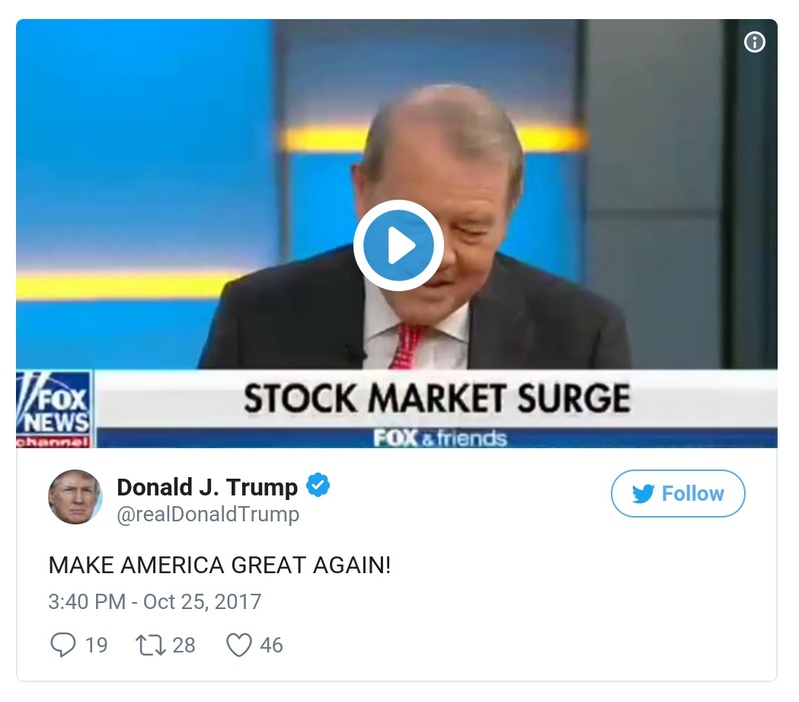 STOCK MARKET SURGE
FOX NEWS channel
FOX & friends
Donald J. Trump
@realDonaldTrump
Follow
MAKE AMERICA GREAT AGAIN!
3:40 PM - Oct 25, 2017
19 28 46